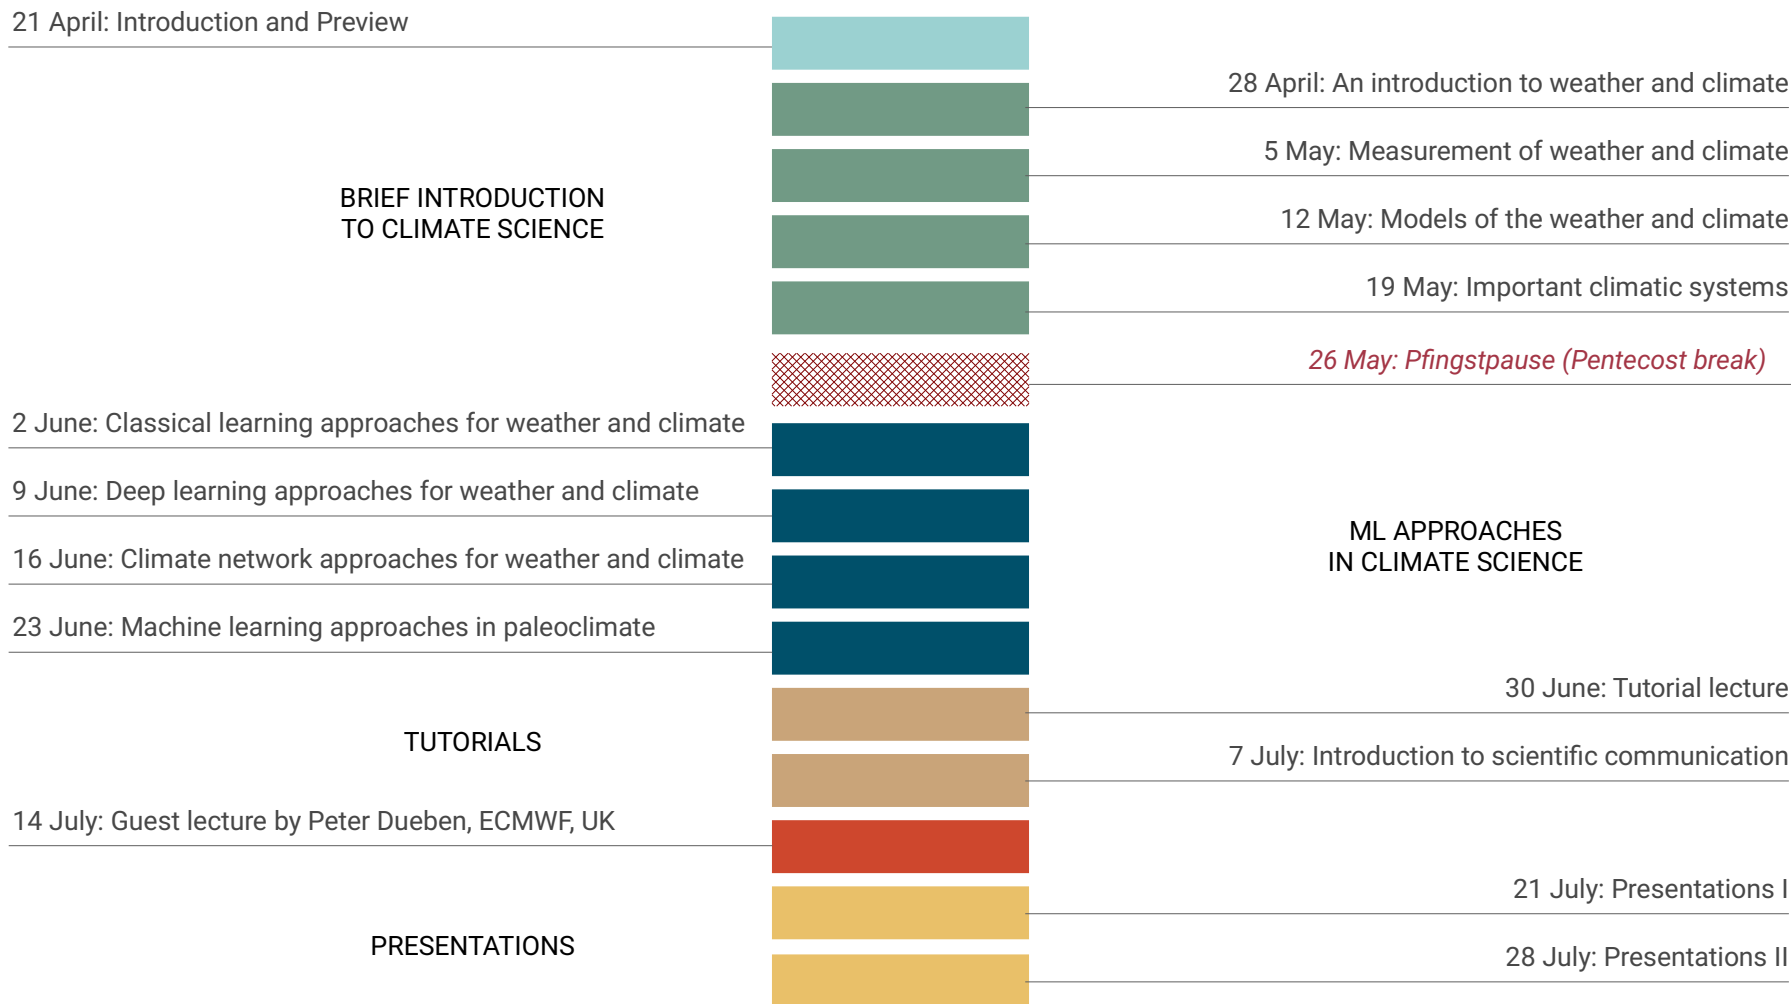 21 April: Introduction and Preview
28 April: An introduction to weather and climate
5 May: Measurement of weather and climate
BRIEF INTRODUCTION
TO CLIMATE SCIENCE
12 May: Models of the weather and climate
19 May: Important climatic systems
26 May: Pfingstpause (Pentecost break)
2 June: Classical learning approaches for weather and climate
9 June: Deep learning approaches for weather and climate
ML APPROACHES
IN CLIMATE SCIENCE
16 June: Climate network approaches for weather and climate
23 June: Machine learning approaches in paleoclimate
30 June: Tutorial lecture
TUTORIALS
7 July: Introduction to scientific communication
14 July: Guest lecture by Peter Dueben, ECMWF, UK
21 July: Presentations I
PRESENTATIONS
28 July: Presentations II